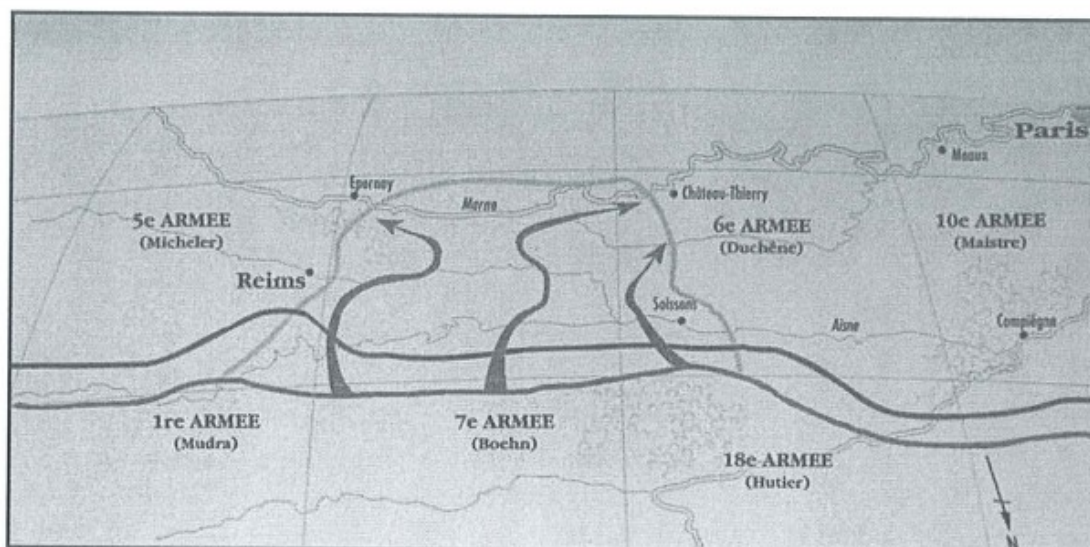 Paris
Meaux
Epernay
Marne
Château-Thierry
5e ARMEE
(Micheler)
6e ARMEE
(Duchêne)
10e ARMEE
(Maistre)
Reims
Soissons
Aisne
Compiègne
1re ARMEE
(Mudra)
7e ARMEE
(Boehn)
18e ARMEE
(Hutier)
N